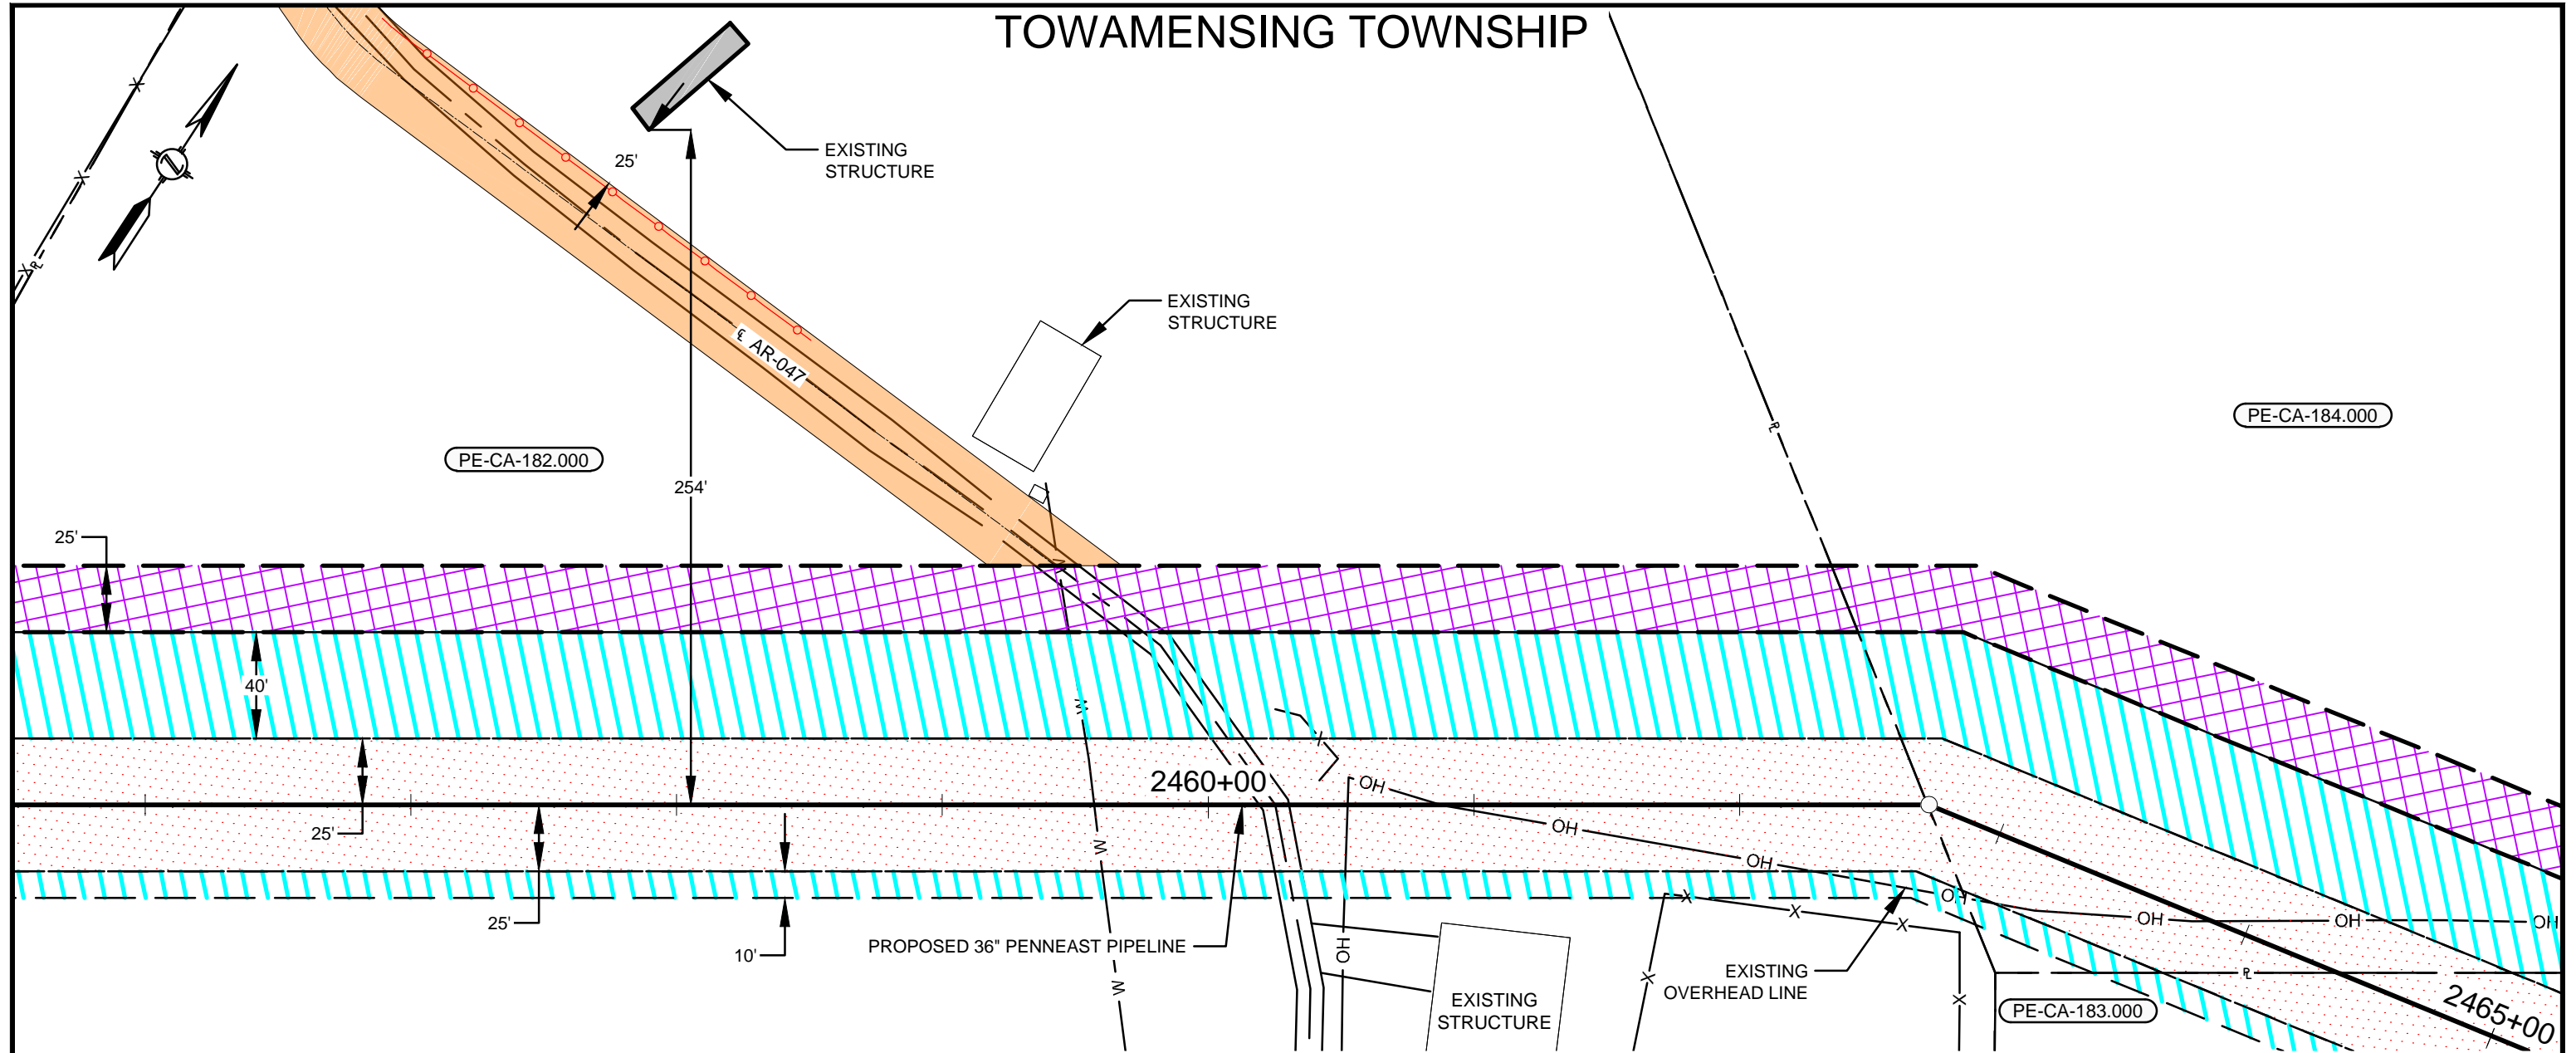 TOWAMENSING TOWNSHIP
X
EXISTING
STRUCTURE
25'
X
X
EXISTING
STRUCTURE
℄ AR-047
PE-CA-184.000
PE-CA-182.000
254'
25'
40'
W
X
2460+00
OH
25'
OH
W
OH
X
OH
25'
X
X
OH
OH
OH
PROPOSED 36" PENNEAST PIPELINE
OH
10'
EXISTING
OVERHEAD LINE
X
W
EXISTING
STRUCTURE
X
PE-CA-183.000
2465+00